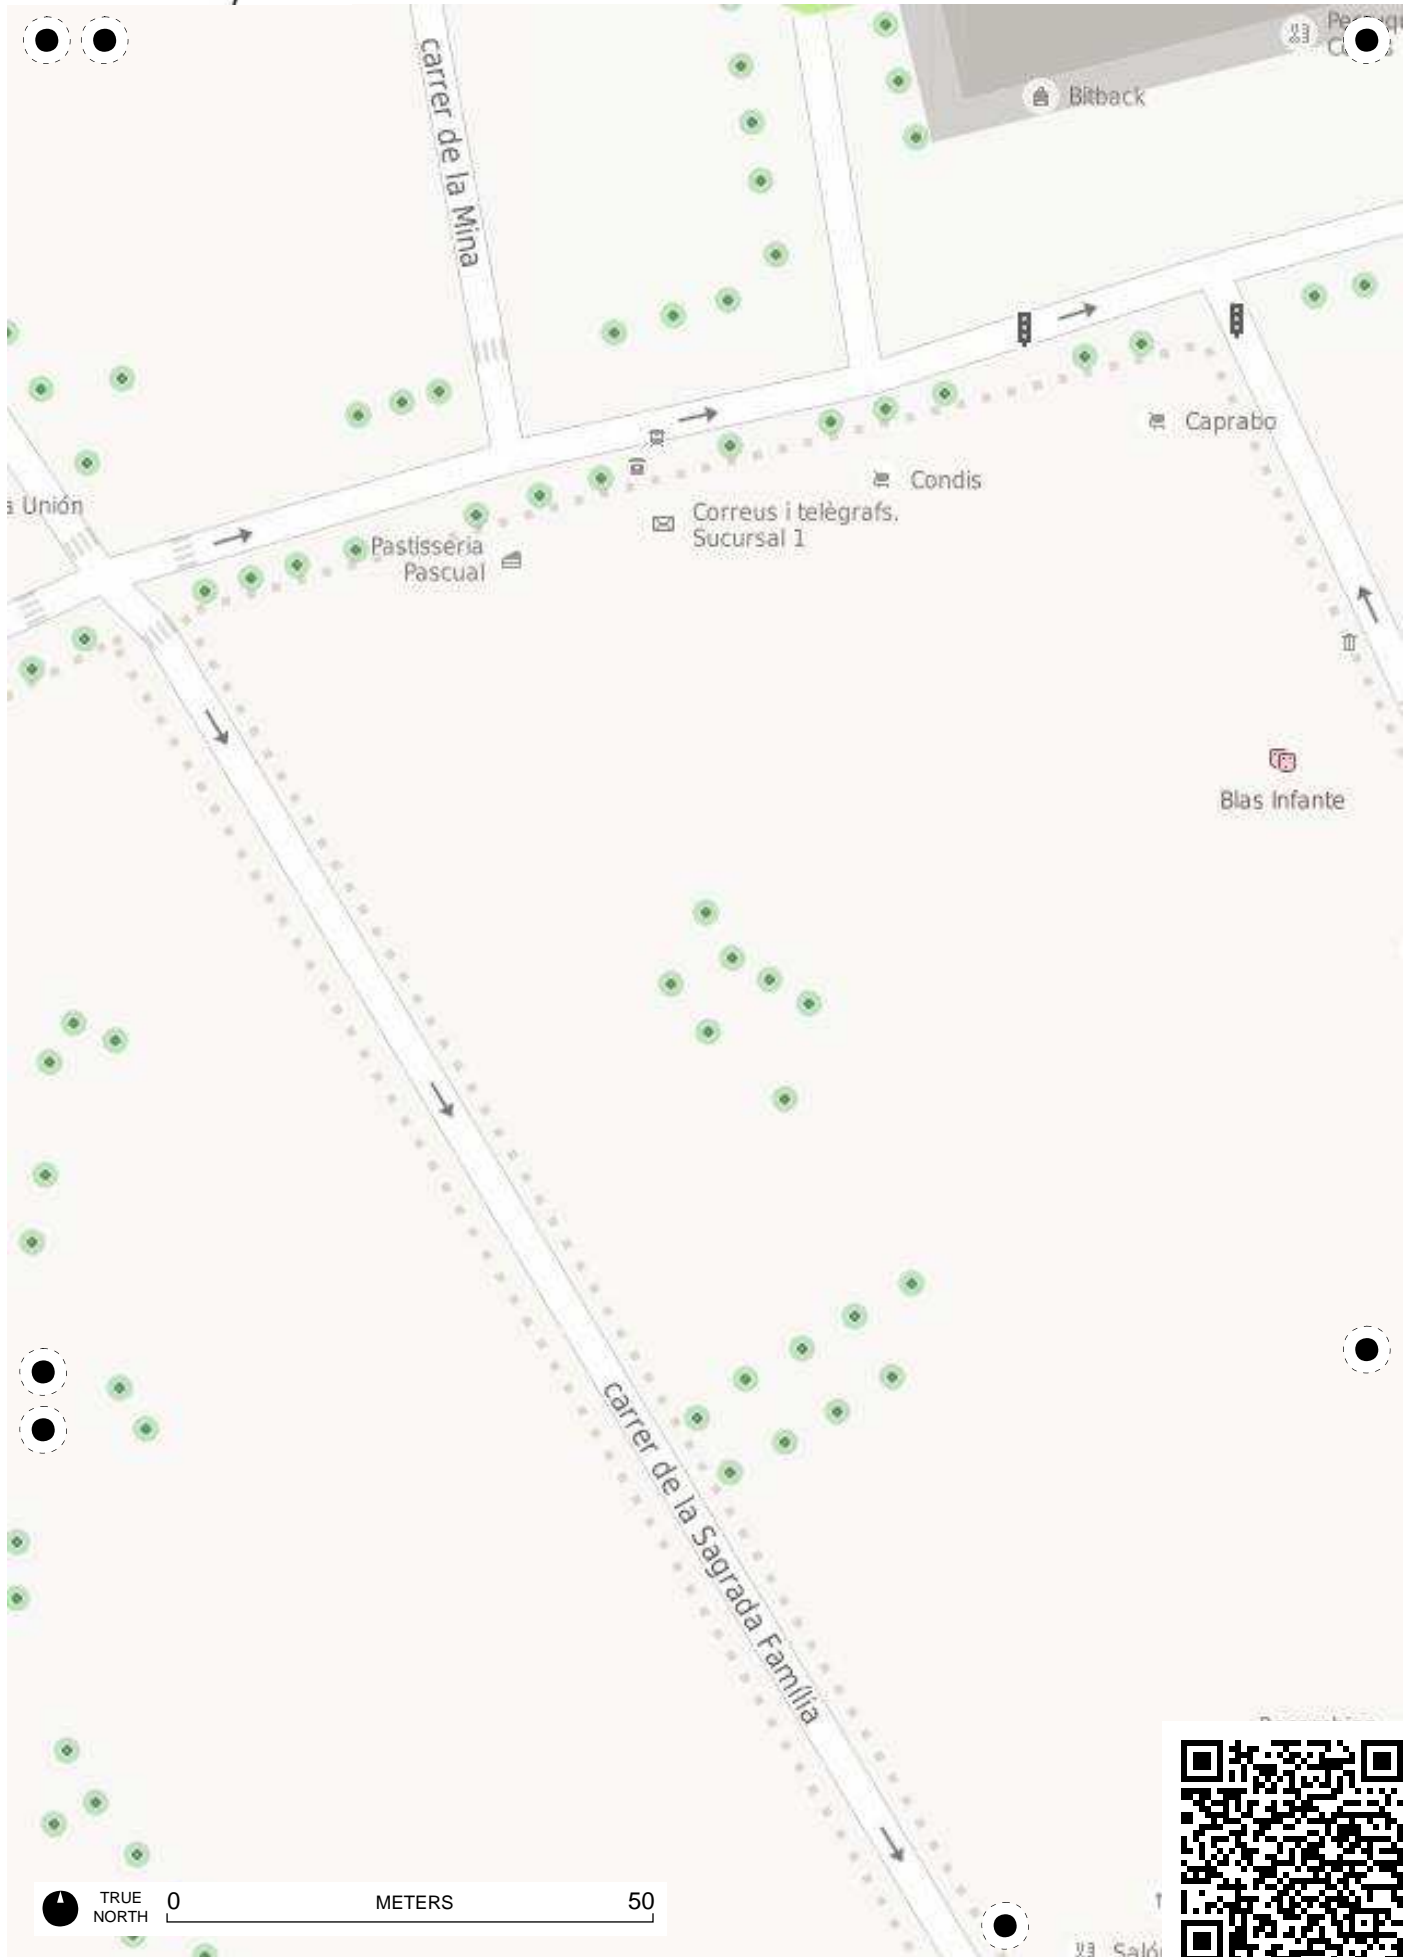 carrer de la Mina
Bitback
Caprabo
Condis
Unión
Correus i telègrafs.
Sucursal 1
Pastisseria
Pascual
Blas Infante
carrer de la Sagrada Família
TRUE
NORTH
0 METERS 50